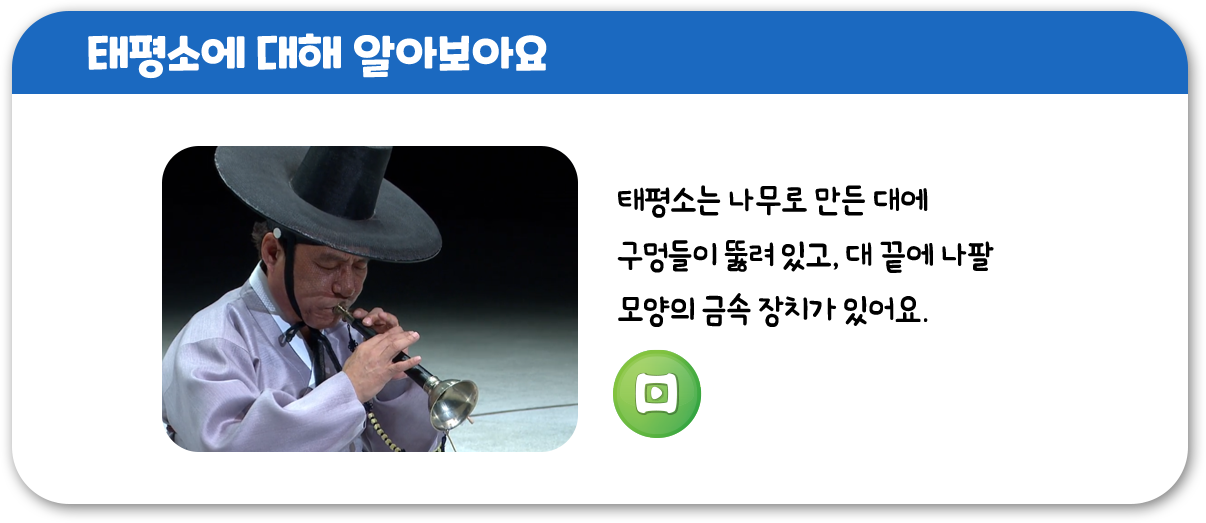 태평소에 대해 알아보아요
태평소는 나무로 만든 대에
구멍들이 뚫려 있고, 대 끝에 나팔
모양의 금속 장치가 있어요.